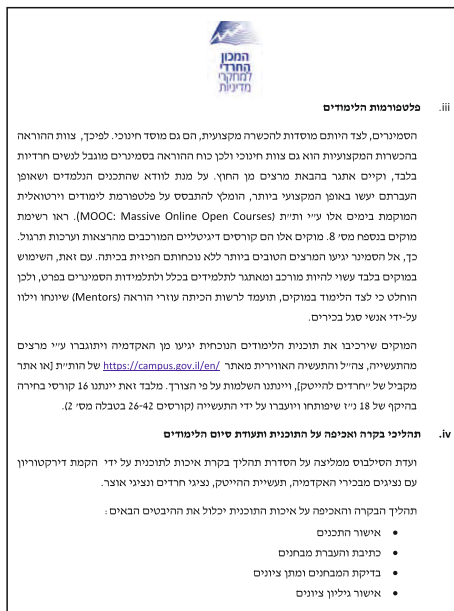 המכון
החרדי
למחקרי
מדיניות
iii. פלטפורמות הלימודים
הסמינרים, לצד היותם מוסדות להכשרה מקצועית, הם גם מוסד חינוכי. לפיכך, צוות ההוראה
בהכשרות המקצועיות הוא גם צוות חינוכי ולכן כוח ההוראה בסמינרים מוגבל לנשים חרדיות
בלבד, וקיים אתגר בהבאת מרצים מן החוץ. על מנת לוודא שהתכנים הנלמדים ושאופן
העברתם יעשו באופן המקצועי ביותר, הומלץ להתבסס על פלטפורמת לימודים וירטואלית
המוקמת בימים אלו ע״י ות״ת (MOOC: Massive Online Open Courses). ראו רשימת
מוקים בנספח מס׳ 8. מוקים אלו הם קורסים דיגיטליים המורכבים מהרצאות וערכות תרגול.
כך, אל הסמינר יגיעו המרצים הטובים ביותר ללא נוכחותם הפיזית בכיתה. עם זאת, השימוש
במוקים בלבד עשוי להיות מורכב ומאתגר לתלמידים בכלל ולתלמידות הסמינרים בפרט, ולכן
הוחלט כי לצד הלימוד במוקים, תועמד לרשות הכיתה עוזרי הוראה (Mentors) שיונחו וילוו
על-ידי אנשי סגל בכירים.
המוקים שירכיבו את תוכנית הלימודים הנוכחית יגיעו מן האקדמיה ויתוגברו ע״י מרצים
מהתעשייה, צה״ל והתעשיה האווירית מאתר https://campus.gov.il/en/ של הות״ת [או אתר
מקביל של ״חרדים להייטק], ויינתנו השלמות על פי הצורך. מלבד זאת יינתנו 16 קורסי בחירה
בהיקף של 18 נ״ז שיפותחו ויועברו על ידי התעשייה (קורסים 26-42 בטבלה מס׳ 2).
iv. תהליכי בקרה ואכיפה על התוכנית ותעודת סיום הלימודים
ועדת הסילבוס ממליצה על הסדרת תהליך בקרת איכות לתוכנית על ידי הקמת דירקטוריון
עם נציגים מבכירי האקדמיה, תעשיית ההייטק, נציגי חרדים ונציגי אוצר.
תהליך הבקרה והאכיפה על איכות התוכנית יכלול את ההיבטים הבאים:
• אישור התכנים
• כתיבת והעברת מבחנים
• בדיקת המבחנים ומתן ציונים
• אישור גיליון ציונים